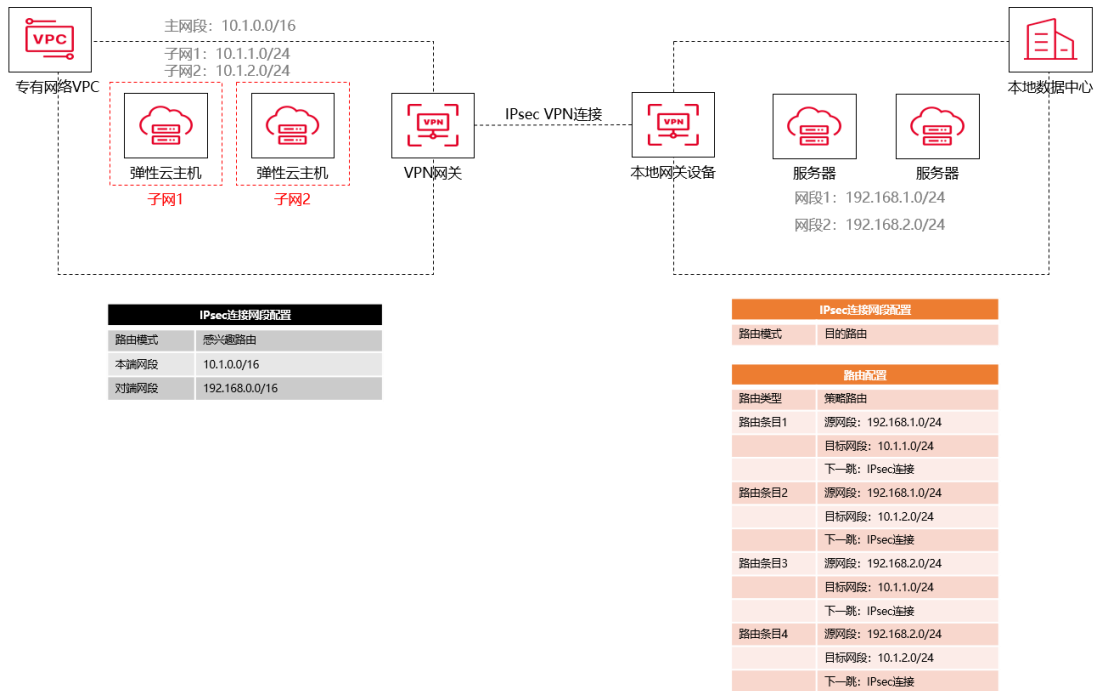 主网段：10.1.0.0/16
子网1：10.1.1.0/24
子网2：10.1.2.0/24
VPC
专有网络VPC
弹性云主机
子网1
弹性云主机
子网2
VPN
VPN网关
IPsec VPN连接
VPN
本地网关设备
服务器
服务器
网段1：192.168.1.0/24
网段2：192.168.2.0/24
本地数据中心
IPsec连接网段配置
路由模式 感兴趣路由
本端网段 10.1.0.0/16
对端网段 192.168.0.0/16
IPsec连接网段配置
路由模式 目的路由
路由配置
路由类型 策略路由
路由条目1 源网段：192.168.1.0/24
目标网段：10.1.1.0/24
下一跳：IPsec连接
路由条目2 源网段：192.168.1.0/24
目标网段：10.1.2.0/24
下一跳：IPsec连接
路由条目3 源网段：192.168.2.0/24
目标网段：10.1.1.0/24
下一跳：IPsec连接
路由条目4 源网段：192.168.2.0/24
目标网段：10.1.2.0/24
下一跳：IPsec连接